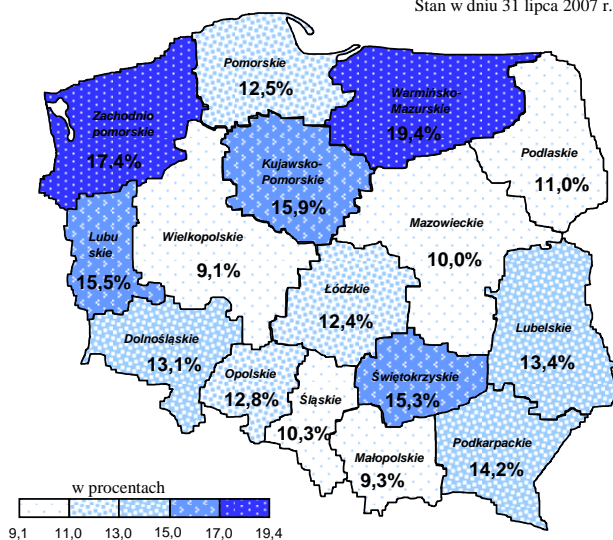 Stan w dniu 31 lipca 2007 r.
Pomorskie
12,5%
Warmińsko-
Mazurskie
19,4%
Zachodnio
pomorskie
17,4%
Kujawsko-
Pomorskie
15,9%
Podlaskie
11,0%
Lubu
skie
15,5%
Wielkopolskie
9,1%
Mazowieckie
10,0%
Łódzkie
12,4%
Lubelskie
13,4%
Dolnośląskie
13,1%
Opolskie
12,8%
Śląskie
10,3%
Świętokrzyskie
15,3%
Małopolskie
9,3%
Podkarpackie
14,2%
w procentach
9,1 11,0 13,0 15,0 17,0 19,4